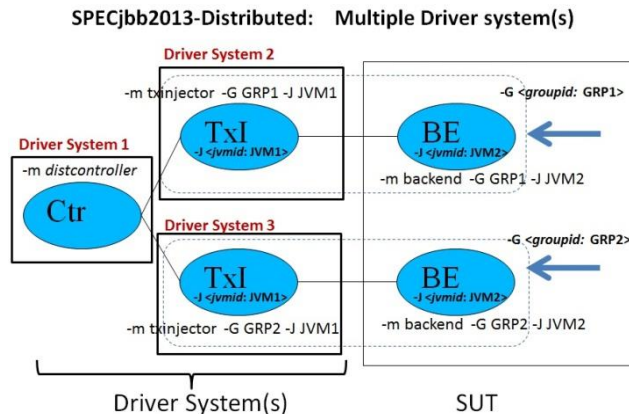 SPECjbb2013-Distributed: Multiple Driver system(s)
Driver System 2
-m txinjector -G GRP1 -J JVM1
-G <groupid: GRP1>
TxI
-J <jvmid: JVM1>
BE
-J <jvmid: JVM2>
Driver System 1
-m distcontroller
Ctr
-m backend -G GRP1 -J JVM2
Driver System 3
-G <groupid: GRP2>
TxI
-J <jvmid: JVM1>
BE
-J <jvmid: JVM2>
-m txinjector -G GRP2 -J JVM1
-m backend -G GRP2 -J JVM2
Driver System(s)
SUT